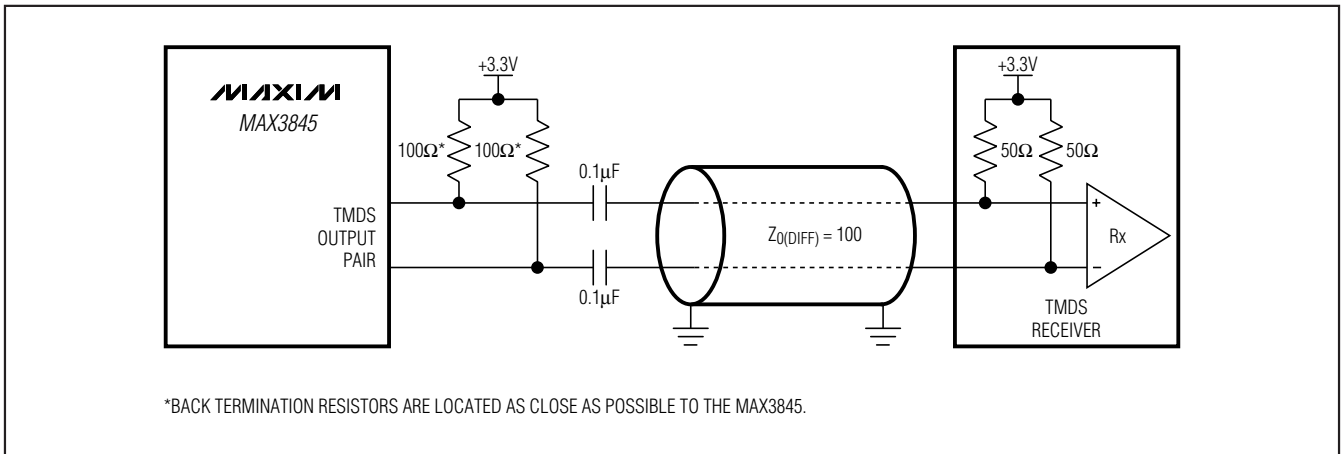 MAXIM
MAX3845
TMDS
OUTPUT
PAIR
+3.3V
100Ω*
100Ω*
0.1µF
0.1µF
Z0(DIFF) = 100
+3.3V
50Ω
50Ω
+
−
Rx
TMDS
RECEIVER
*BACK TERMINATION RESISTORS ARE LOCATED AS CLOSE AS POSSIBLE TO THE MAX3845.